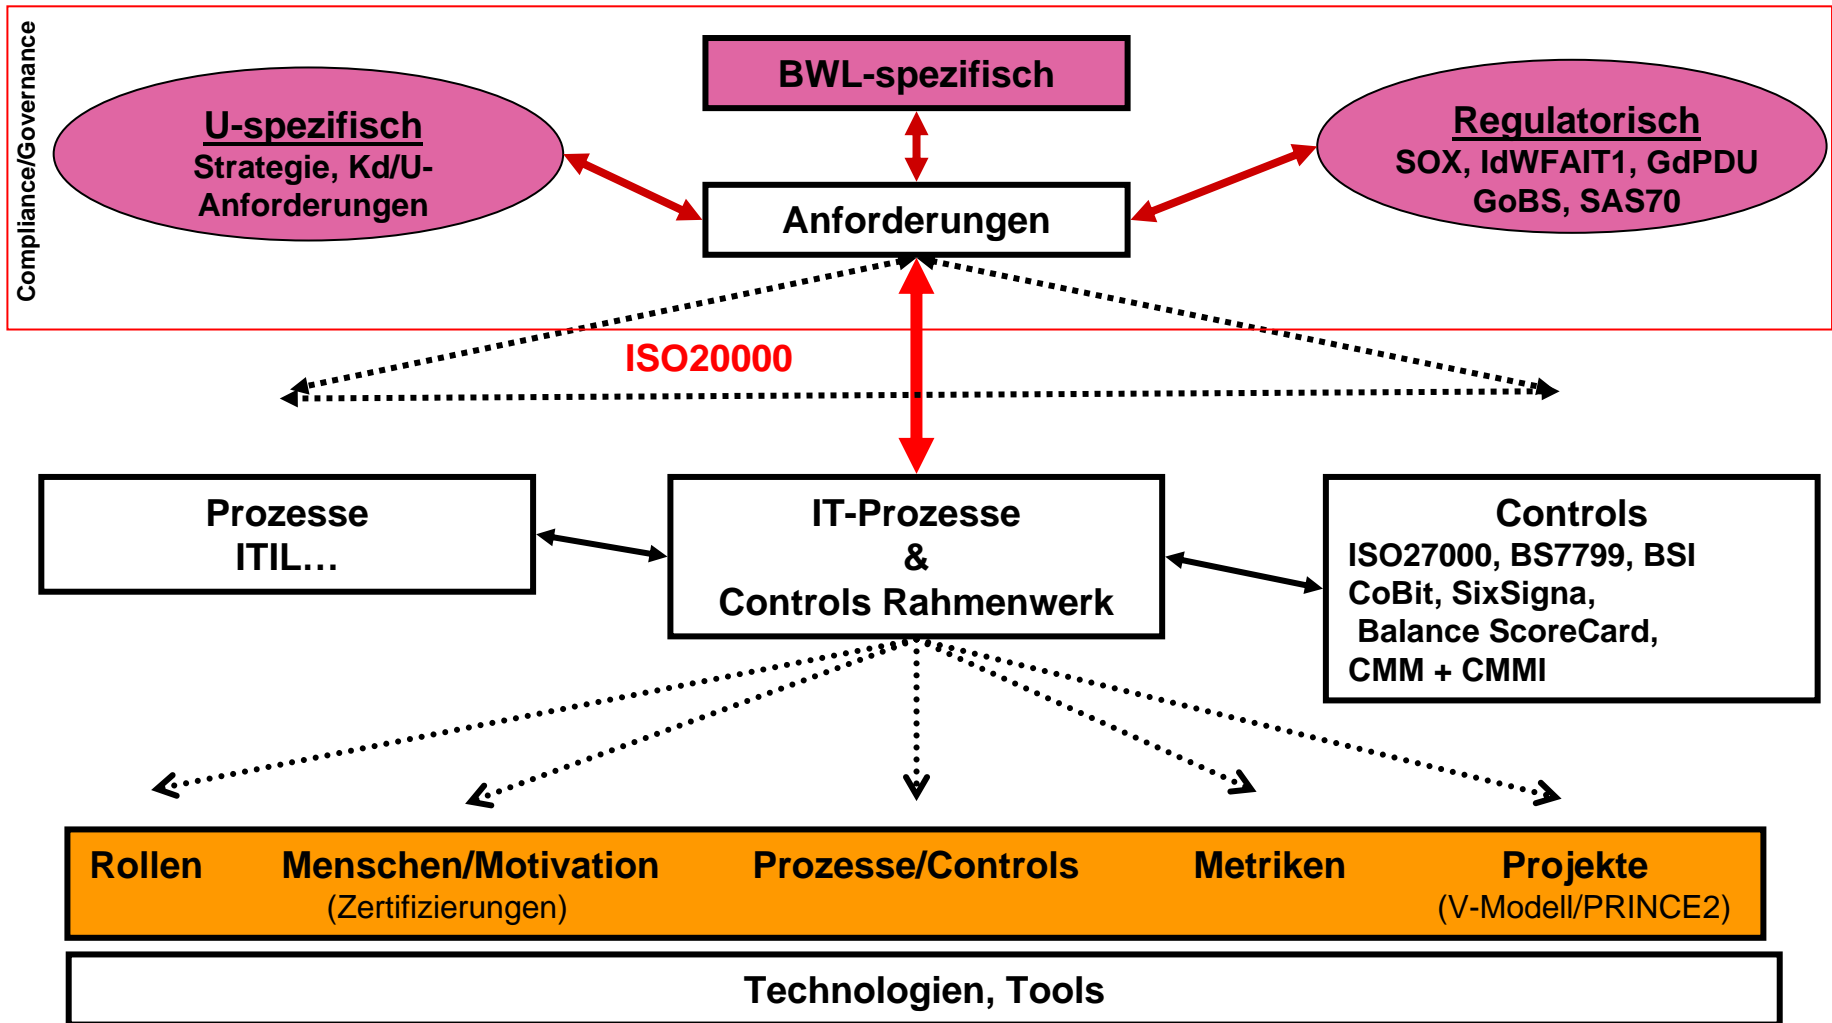 Compliance/Governance
BWL-spezifisch
U-spezifisch
Strategie, Kd/U-
Anforderungen
Regulatorisch
SOX, IdWFAIT1, GdPDU
GoBS, SAS70
Anforderungen
ISO20000
Prozesse
ITIL…
IT-Prozesse
&
Controls Rahmenwerk
Controls
ISO27000, BS7799, BSI
CoBit, SixSigna,
Balance ScoreCard,
CMM + CMMI
Rollen Menschen/Motivation Prozesse/Controls Metriken Projekte
(Zertifizierungen) (V-Modell/PRINCE2)
Technologien, Tools